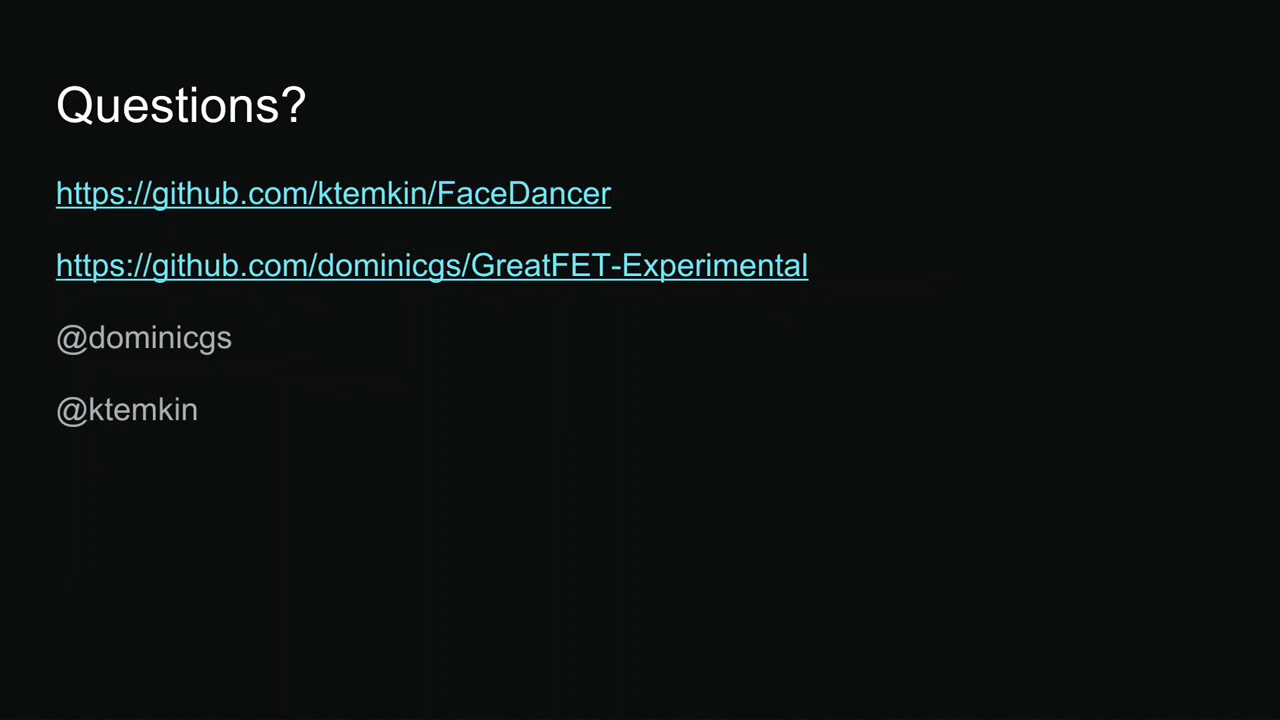 Questions?
https://github.com/ktemkin/FaceDancer
https://github.com/dominicgs/GreatFET-Experimental
@dominicgs
@ktemkin